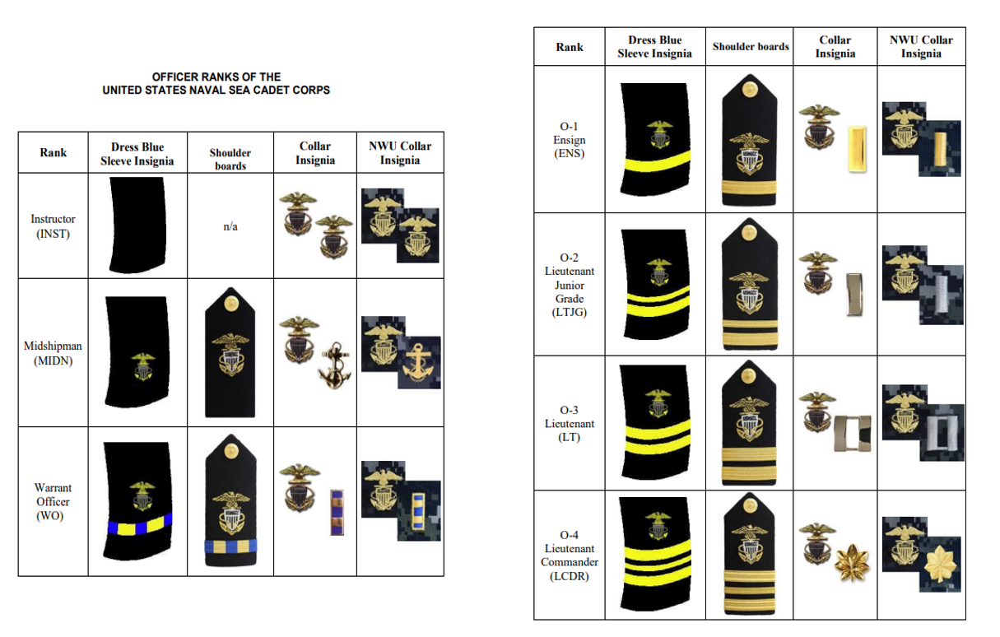 OFFICER RANKS OF THE
UNITED STATES NAVAL SEA CADET CORPS
Rank
Dress Blue
Sleeve Insignia
Shoulder
boards
Collar
Insignia
NWU Collar
Insignia
Instructor
(INST)
n/a
Midshipman
(MIDN)
Warrant
Officer
(WO)
Rank
Dress Blue
Sleeve Insignia
Shoulder boards
Collar
Insignia
NWU Collar
Insignia
O-1
Ensign
(ENS)
O-2
Lieutenant
Junior
Grade
(LTJG)
O-3
Lieutenant
(LT)
O-4
Lieutenant
Commander
(LCDR)